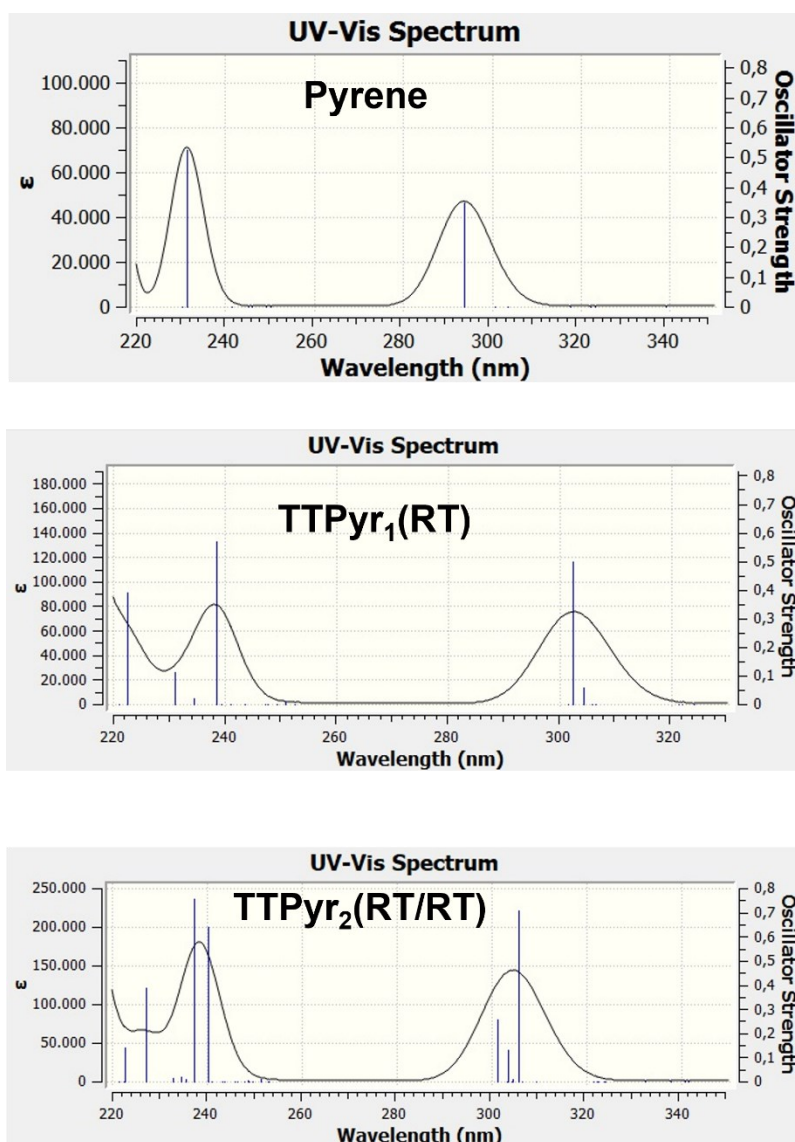 UV-Vis Spectrum
Pyrene
ε
100.000
80.000
60.000
40.000
20.000
0
0,8
0,7
0,6
0,5
0,4
0,3
0,2
0,1
0
Oscillator Strength
220 240 260 280 300 320 340
Wavelength (nm)
UV-Vis Spectrum
TTPyr₁(RT)
ε
180.000
160.000
140.000
120.000
100.000
80.000
60.000
40.000
20.000
0
0,8
0,7
0,6
0,5
0,4
0,3
0,2
0,1
0
Oscillator Strength
220 240 260 280 300 320
Wavelength (nm)
UV-Vis Spectrum
TTPyr₂(RT/RT)
ε
250.000
200.000
150.000
100.000
50.000
0
0,8
0,7
0,6
0,5
0,4
0,3
0,2
0,1
0
Oscillator Strength
220 240 260 280 300 320 340
Wavelength (nm)